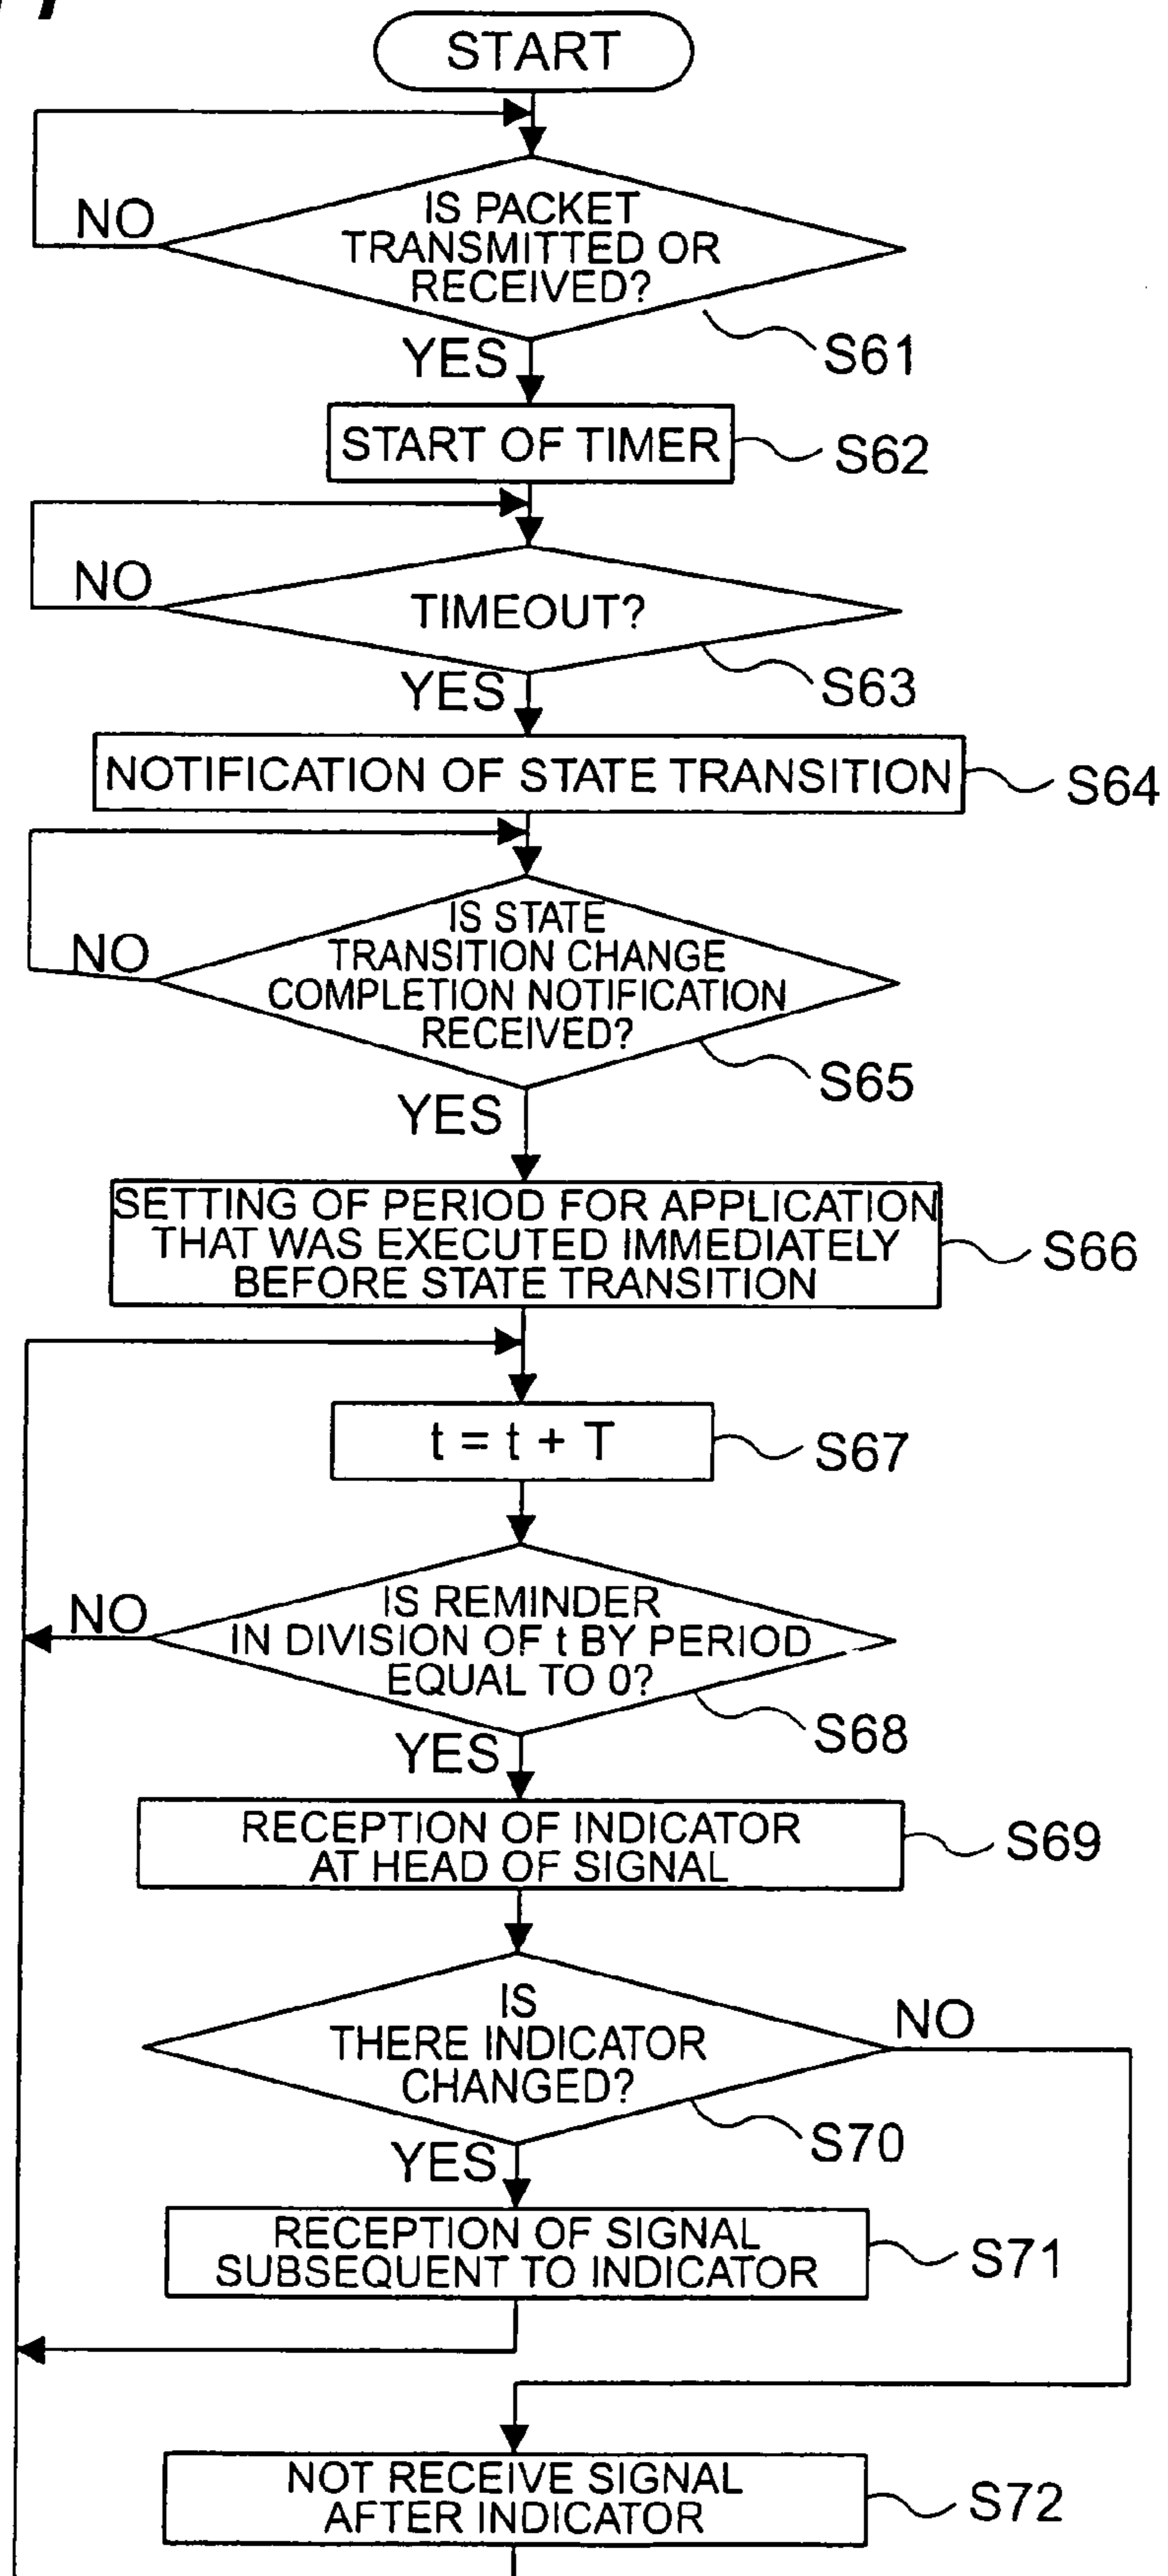 START
NO
IS PACKET
TRANSMITTED OR
RECEIVED?
S61
YES
START OF TIMER
S62
NO
TIMEOUT?
S63
YES
NOTIFICATION OF STATE TRANSITION
S64
NO
IS STATE
TRANSITION CHANGE
COMPLETION NOTIFICATION
RECEIVED?
S65
YES
SETTING OF PERIOD FOR APPLICATION
THAT WAS EXECUTED IMMEDIATELY
BEFORE STATE TRANSITION
S66
t = t + T
S67
NO
IS REMINDER
IN DIVISION OF t BY PERIOD
EQUAL TO 0?
S68
YES
RECEPTION OF INDICATOR
AT HEAD OF SIGNAL
S69
IS
THERE INDICATOR
CHANGED?
NO
S70
YES
RECEPTION OF SIGNAL
SUBSEQUENT TO INDICATOR
S71
NOT RECEIVE SIGNAL
AFTER INDICATOR
S72